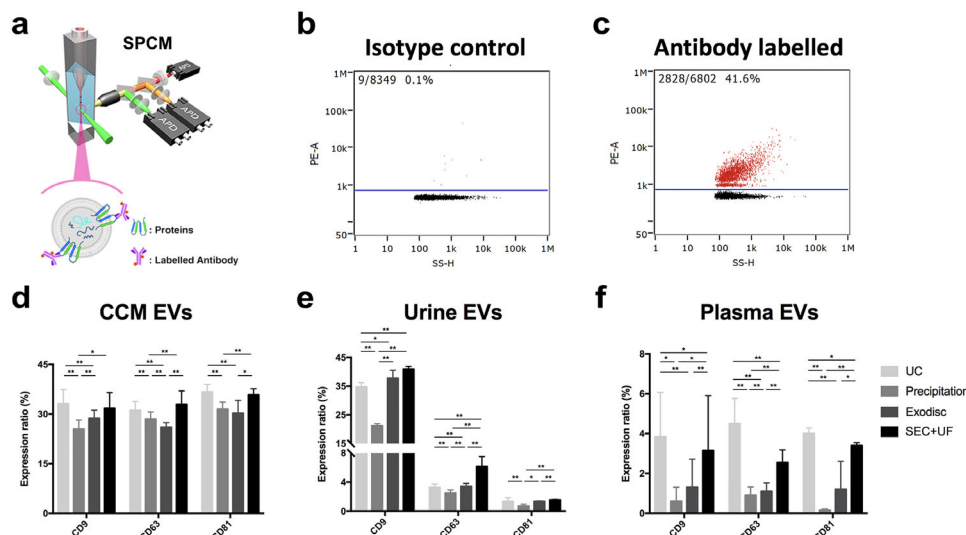 a
SPCM
APD
APD
APD
: Proteins
: Labelled Antibody
b
Isotype control
9/8349 0.1%
PE-A
1M
100k
10k
1k
50
1 10 100 1k 10k 100k 1M
SS-H
c
Antibody labelled
2828/6802 41.6%
PE-A
1M
100k
10k
1k
50
1 10 100 1k 10k 100k 1M
SS-H
d
CCM EVs
Expression ratio (%)
45
30
15
0
* ** ** **
** ** ** ** **
** ** ** *
CD9
CD63
CD81
e
Urine EVs
Expression ratio (%)
45
35
25
15
8
4
0
** * ** ** **
** ** ** ** **
** ** ** * **
CD9
CD63
CD81
f
Plasma EVs
Expression ratio (%)
8
6
4
2
0
* * * ** **
** ** ** ** ** **
* ** ** ** *
CD9
CD63
CD81
UC
Precipitation
Exodisc
SEC+UF